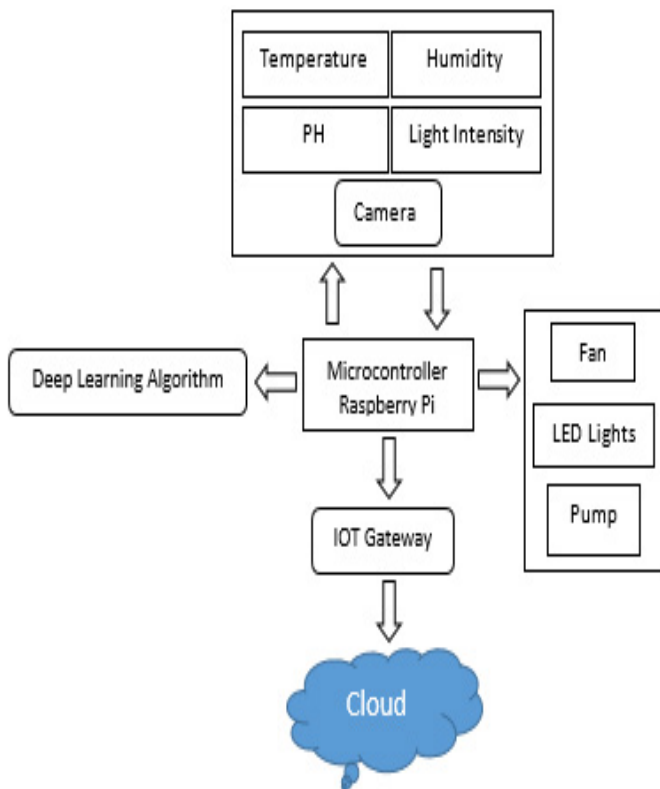 Temperature
Humidity
PH
Light Intensity
Camera
Deep Learning Algorithm
Microcontroller
Raspberry Pi
Fan
LED Lights
Pump
IOT Gateway
Cloud